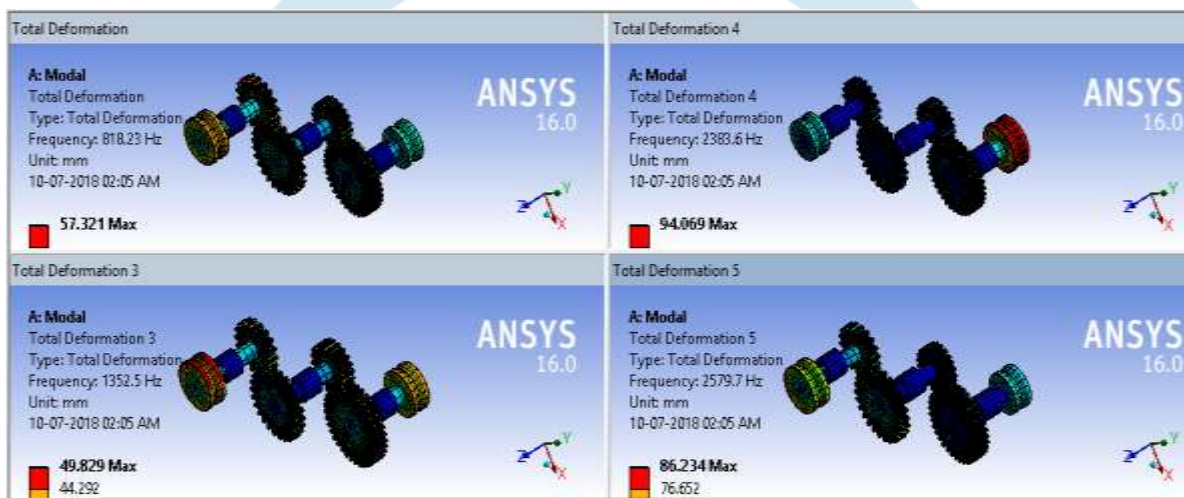 Total Deformation
A: Modal
Total Deformation
Type: Total Deformation
Frequency: 818.23 Hz
Unit: mm
10-07-2018 02:05 AM
57.321 Max
ANSYS
16.0
Z
Y
X
Total Deformation 4
A: Modal
Total Deformation 4
Type: Total Deformation
Frequency: 2383.6 Hz
Unit: mm
10-07-2018 02:05 AM
94.069 Max
ANSYS
16.0
Z
Y
X
Total Deformation 3
A: Modal
Total Deformation 3
Type: Total Deformation
Frequency: 1352.5 Hz
Unit: mm
10-07-2018 02:05 AM
49.829 Max
44.292
ANSYS
16.0
Z
Y
X
Total Deformation 5
A: Modal
Total Deformation 5
Type: Total Deformation
Frequency: 2579.7 Hz
Unit: mm
10-07-2018 02:05 AM
86.234 Max
76.652
ANSYS
16.0
Z
Y
X